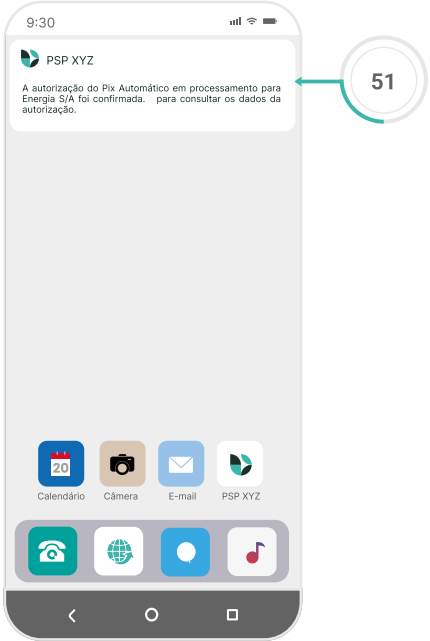 9:30
PSP XYZ
A autorização do Pix Automático em processamento para
Energia S/A foi confirmada. para consultar os dados da
autorização.
51
20
Calendário Câmera E-mail PSP XYZ